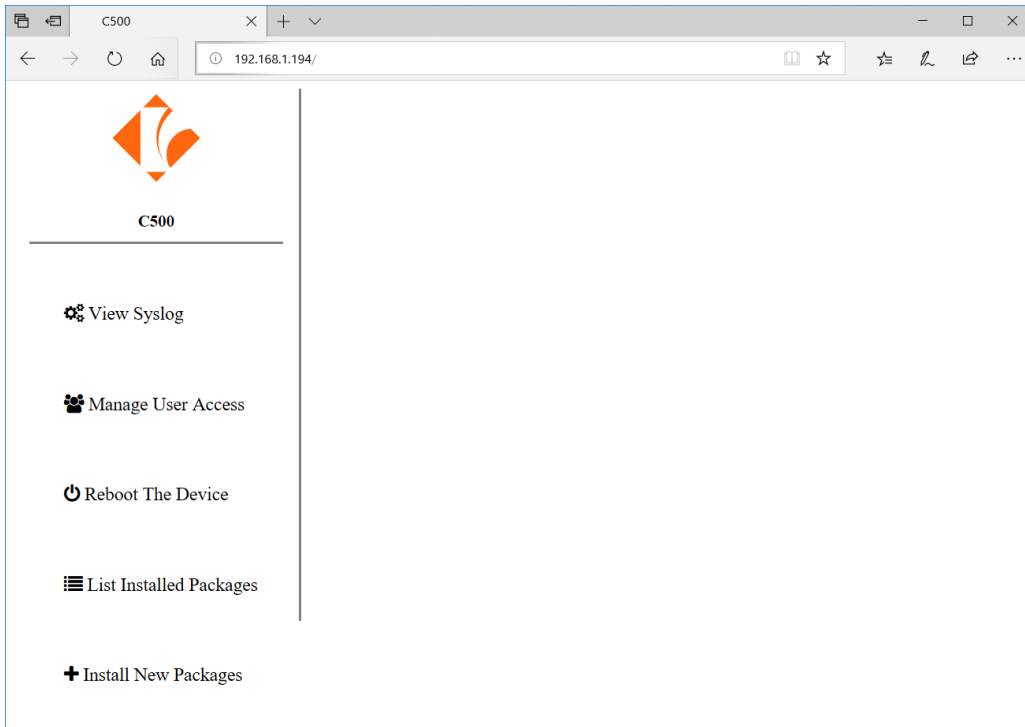 C500
192.168.1.194/
C500
View Syslog
Manage User Access
Reboot The Device
List Installed Packages
Install New Packages